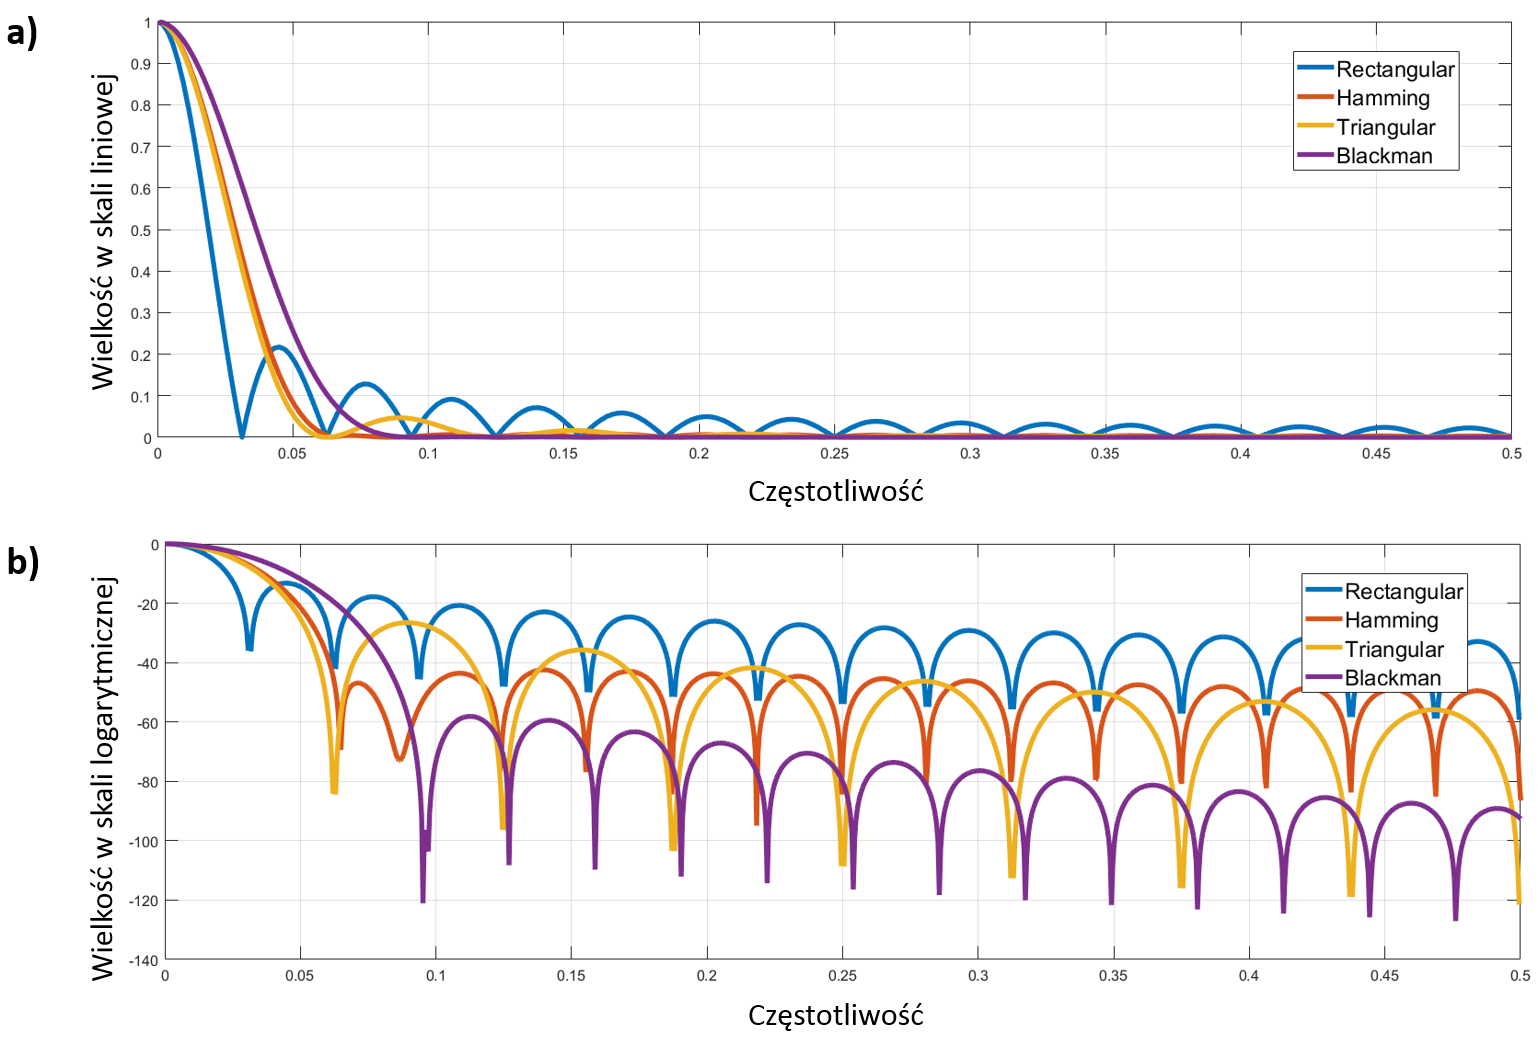 a)
Wielkość w skali liniowej
1
0.9
0.8
0.7
0.6
0.5
0.4
0.3
0.2
0.1
0
Rectangular
Hamming
Triangular
Blackman
0 0.05 0.1 0.15 0.2 0.25 0.3 0.35 0.4 0.45 0.5
Częstotliwość
b)
Wielkość w skali logarytmicznej
0
-20
-40
-60
-80
-100
-120
-140
Rectangular
Hamming
Triangular
Blackman
0 0.05 0.1 0.15 0.2 0.25 0.3 0.35 0.4 0.45 0.5
Częstotliwość